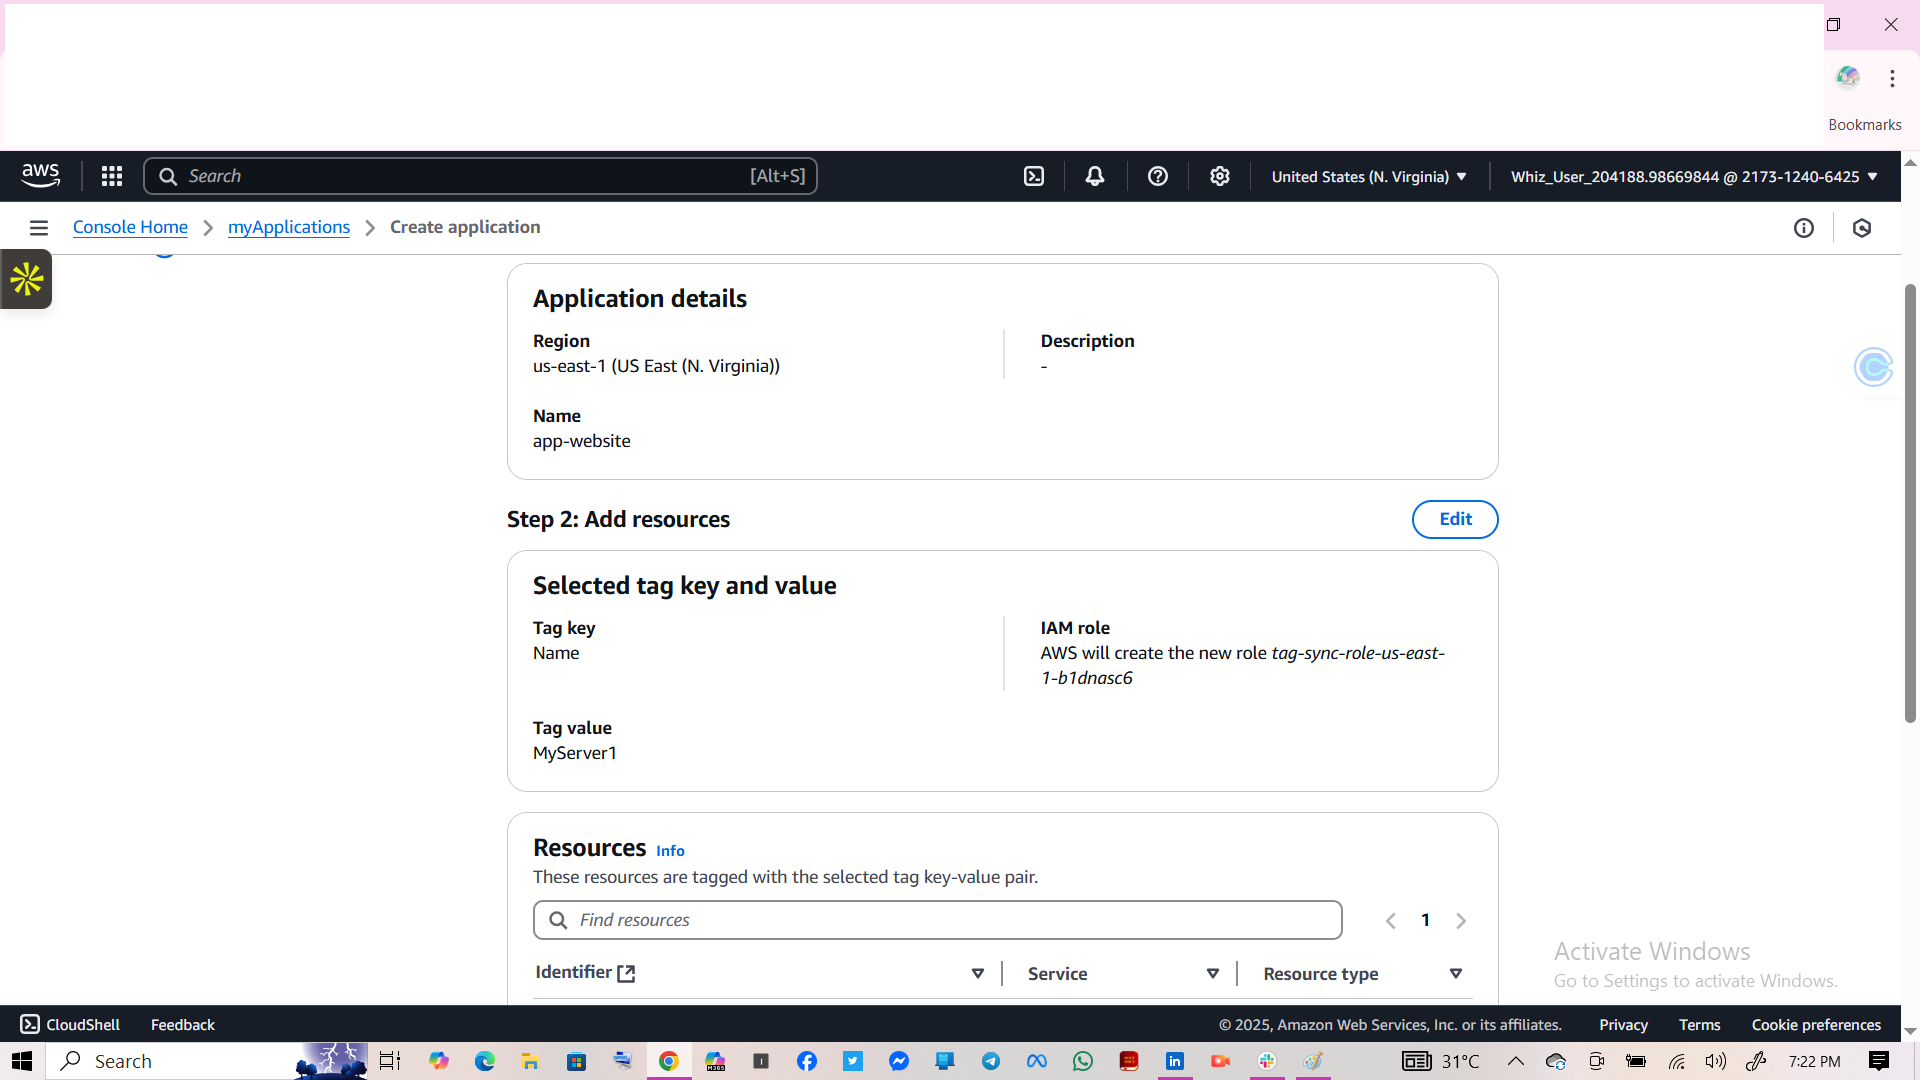 Bookmarks
aws
Search
[Alt+S]
United States (N. Virginia)
Whiz_User_204188.98669844 @ 2173-1240-6425
Console Home
myApplications
Create application
Application details
Region
us-east-1 (US East (N. Virginia))
Description
-
Name
app-website
Step 2: Add resources
Edit
Selected tag key and value
Tag key
Name
IAM role
AWS will create the new role tag-sync-role-us-east-
1-b1dnasc6
Tag value
MyServer1
Resources Info
These resources are tagged with the selected tag key-value pair.
Find resources
1
Identifier
Service
Resource type
Activate Windows
Go to Settings to activate Windows.
CloudShell
Feedback
© 2025, Amazon Web Services, Inc. or its affiliates.
Privacy
Terms
Cookie preferences
Search
31°C
7:22 PM